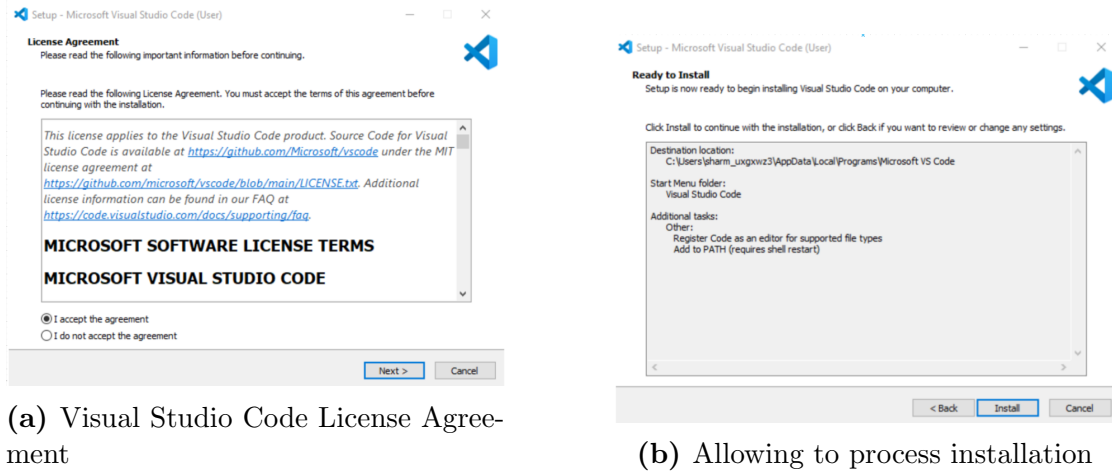 Setup - Microsoft Visual Studio Code (User)
License Agreement
Please read the following important information before continuing.
Please read the following License Agreement. You must accept the terms of this agreement before
continuing with the installation.
This license applies to the Visual Studio Code product. Source Code for Visual
Studio Code is available at https://github.com/Microsoft/vscode under the MIT
license agreement at
https://github.com/microsoft/vscode/blob/main/LICENSE.txt. Additional
license information can be found in our FAQ at
https://code.visualstudio.com/docs/supporting/faq.
MICROSOFT SOFTWARE LICENSE TERMS
MICROSOFT VISUAL STUDIO CODE
I accept the agreement
I do not accept the agreement
Next >
Cancel
(a) Visual Studio Code License Agree-
ment
Setup - Microsoft Visual Studio Code (User)
Ready to Install
Setup is now ready to begin installing Visual Studio Code on your computer.
Click Install to continue with the installation, or click Back if you want to review or change any settings.
Destination location:
C:\Users\sharm_uxgxwz3\AppData\Local\Programs\Microsoft VS Code
Start Menu folder:
Visual Studio Code
Additional tasks:
Other:
Register Code as an editor for supported file types
Add to PATH (requires shell restart)
< Back
Install
Cancel
(b) Allowing to process installation